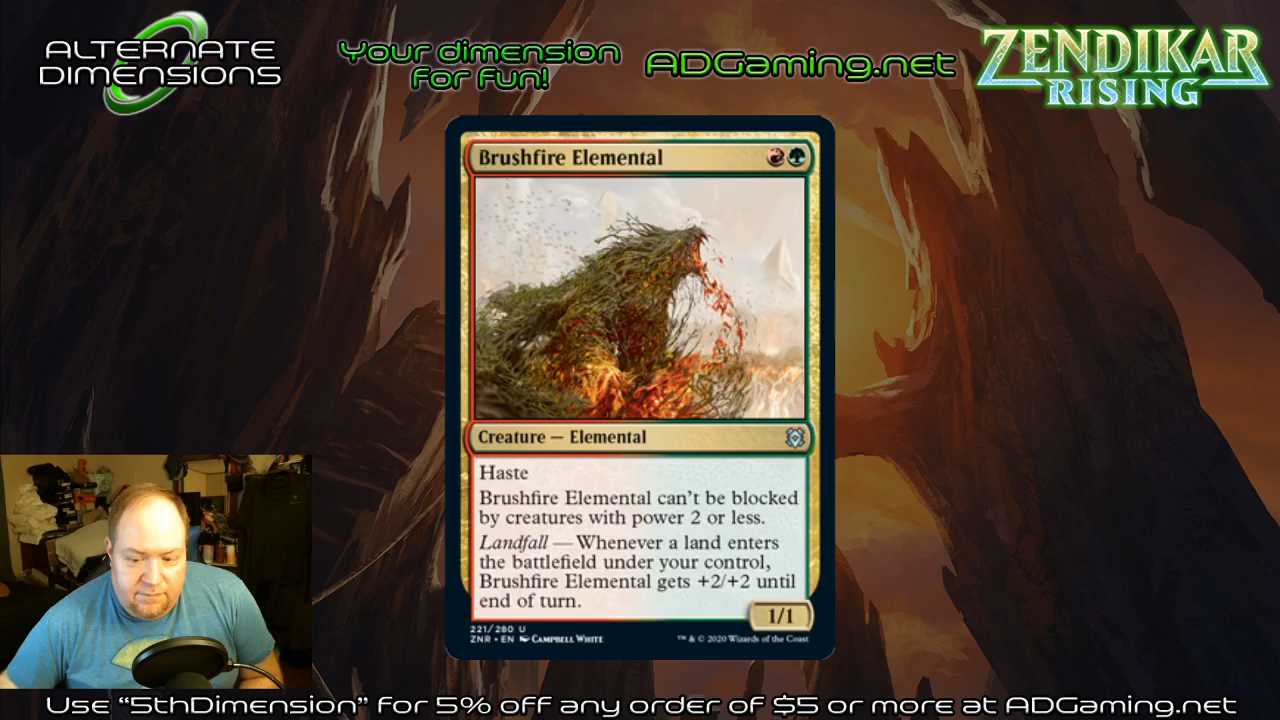 ALTERNATE
DIMENSIONS
Your dimension
For Fun!
ADGaming.net
ZENDIKAR
RISING
Brushfire Elemental
Creature — Elemental
Haste
Brushfire Elemental can't be blocked
by creatures with power 2 or less.
Landfall — Whenever a land enters
the battlefield under your control,
Brushfire Elemental gets +2/+2 until
end of turn.
1/1
221/280 U
ZNR • EN CAMPBELL WHITE
™ & © 2020 Wizards of the Coast
Use "5thDimension" for 5% off any order of $5 or more at ADGaming.net